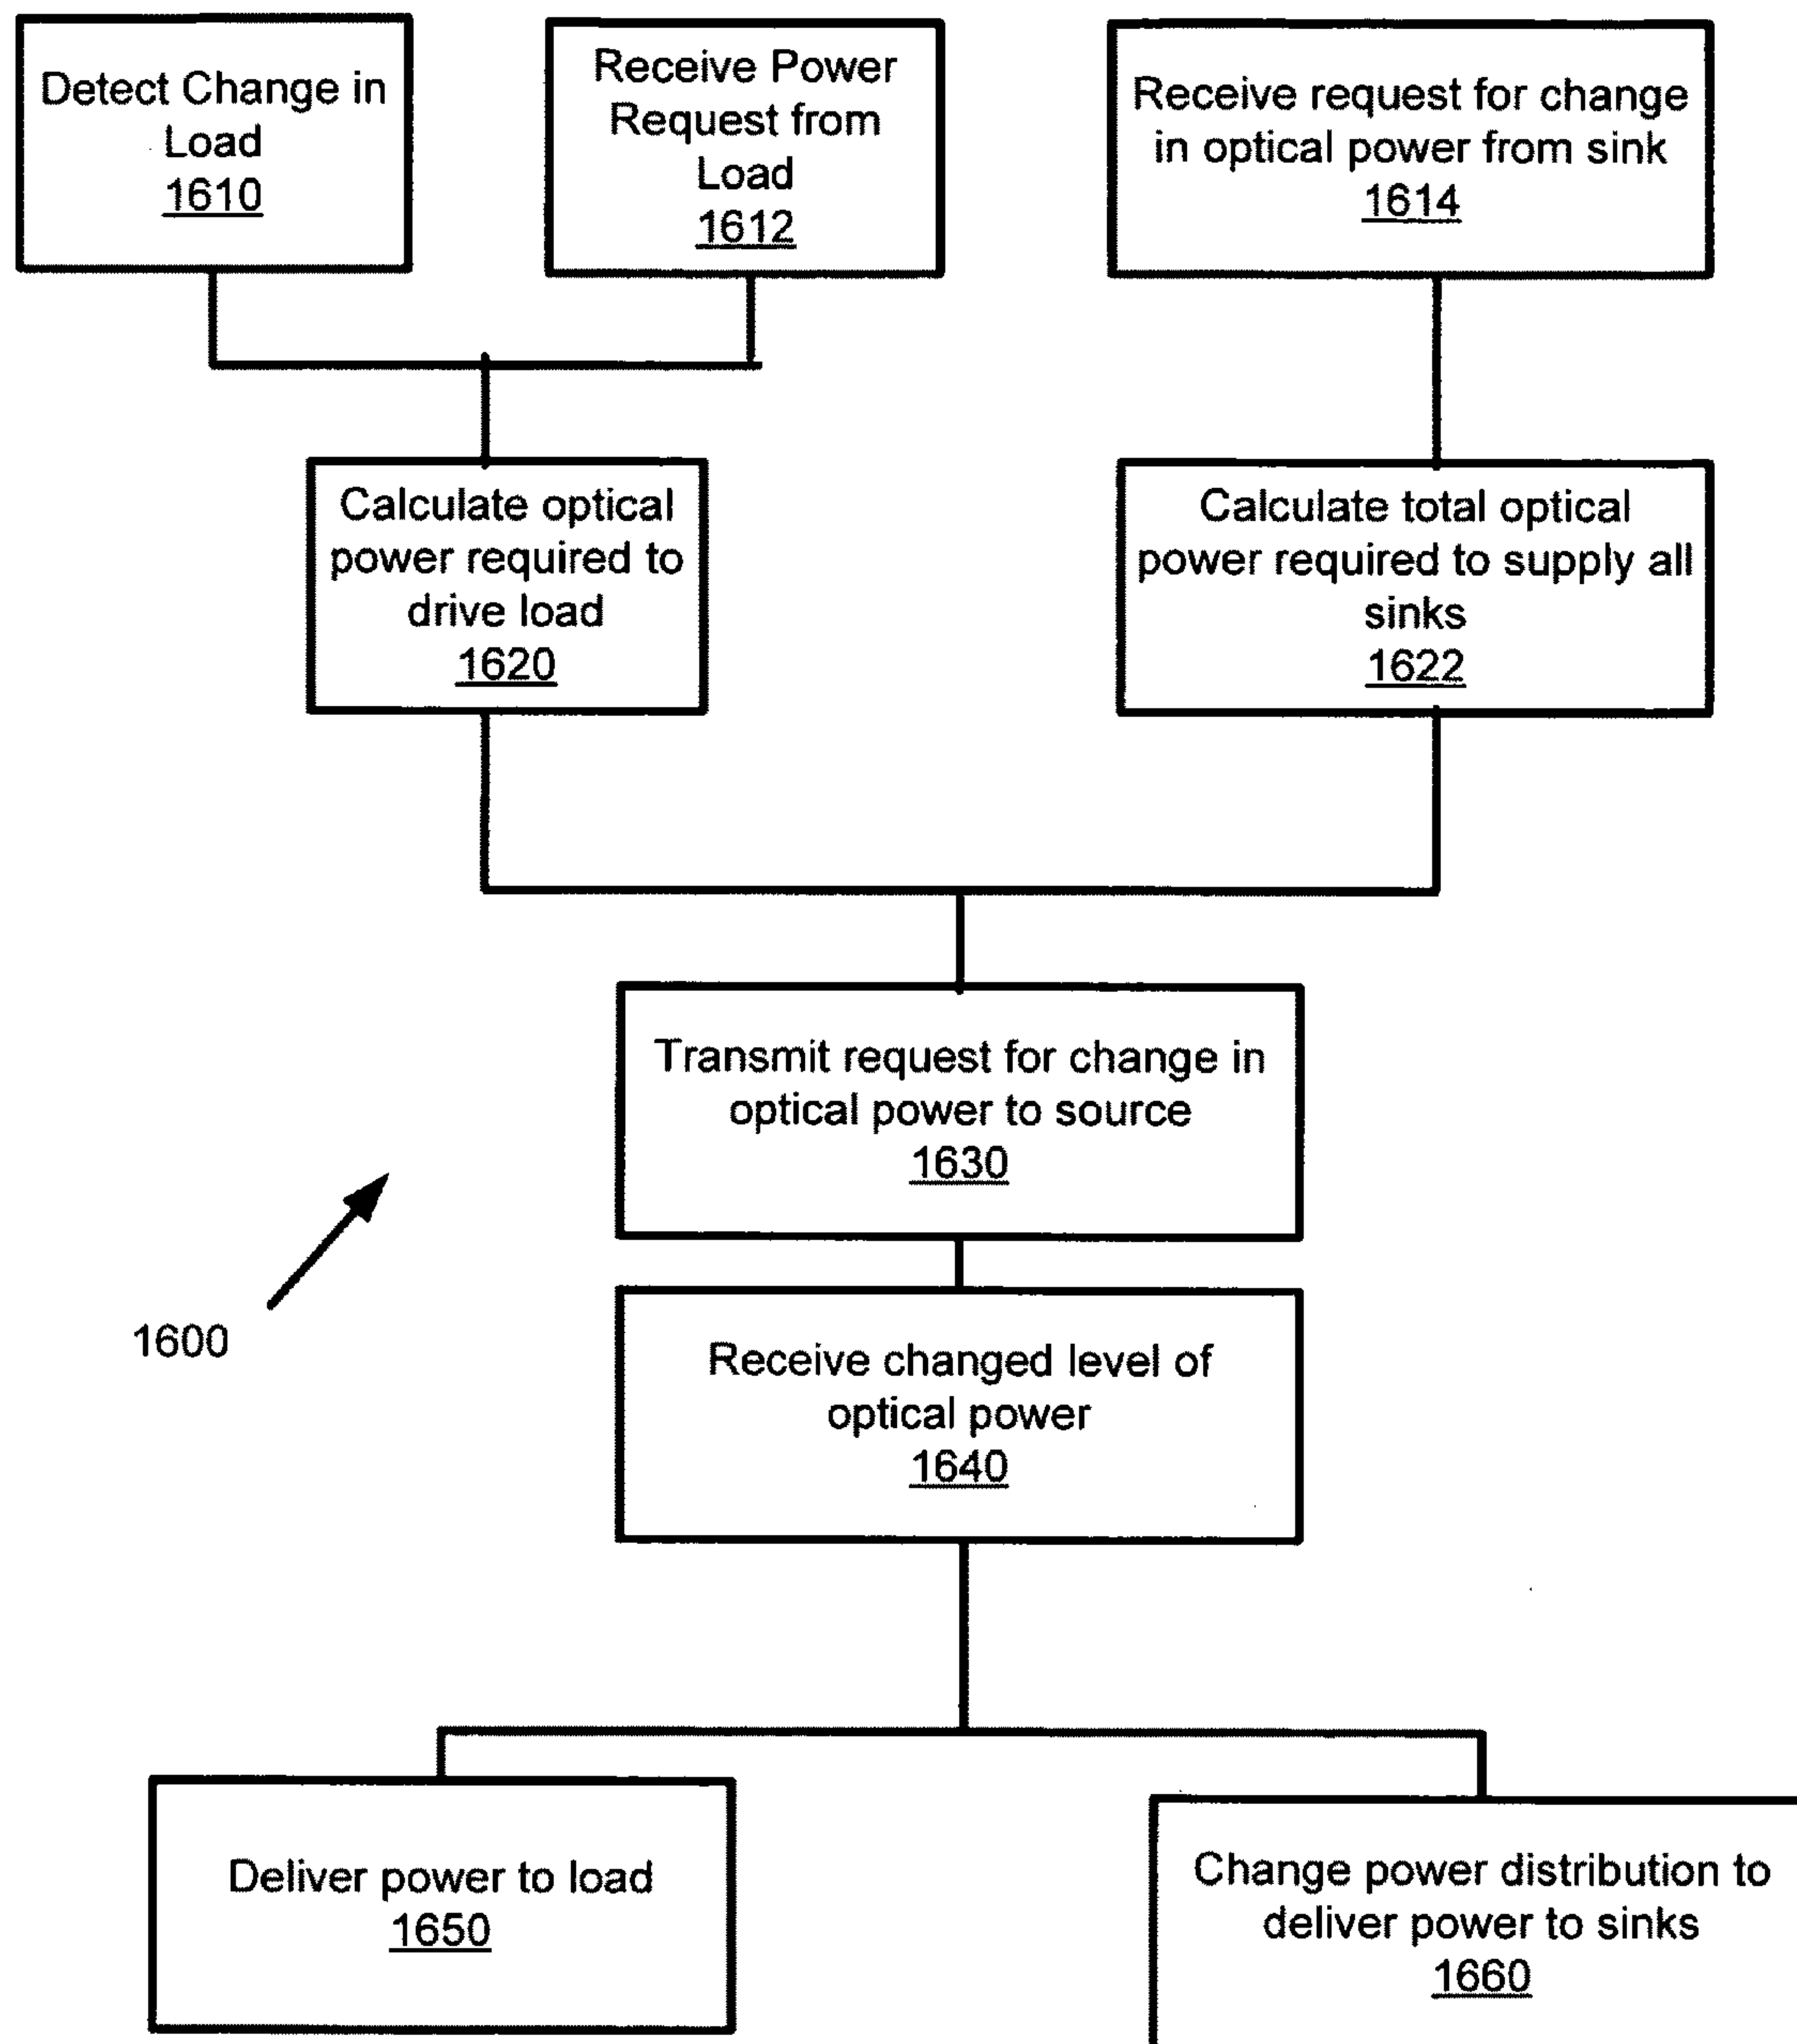 Detect Change in
Load
1610
Receive Power
Request from
Load
1612
Receive request for change
in optical power from sink
1614
Calculate optical
power required to
drive load
1620
Calculate total optical
power required to supply all
sinks
1622
Transmit request for change in
optical power to source
1630
1600
Receive changed level of
optical power
1640
Deliver power to load
1650
Change power distribution to
deliver power to sinks
1660